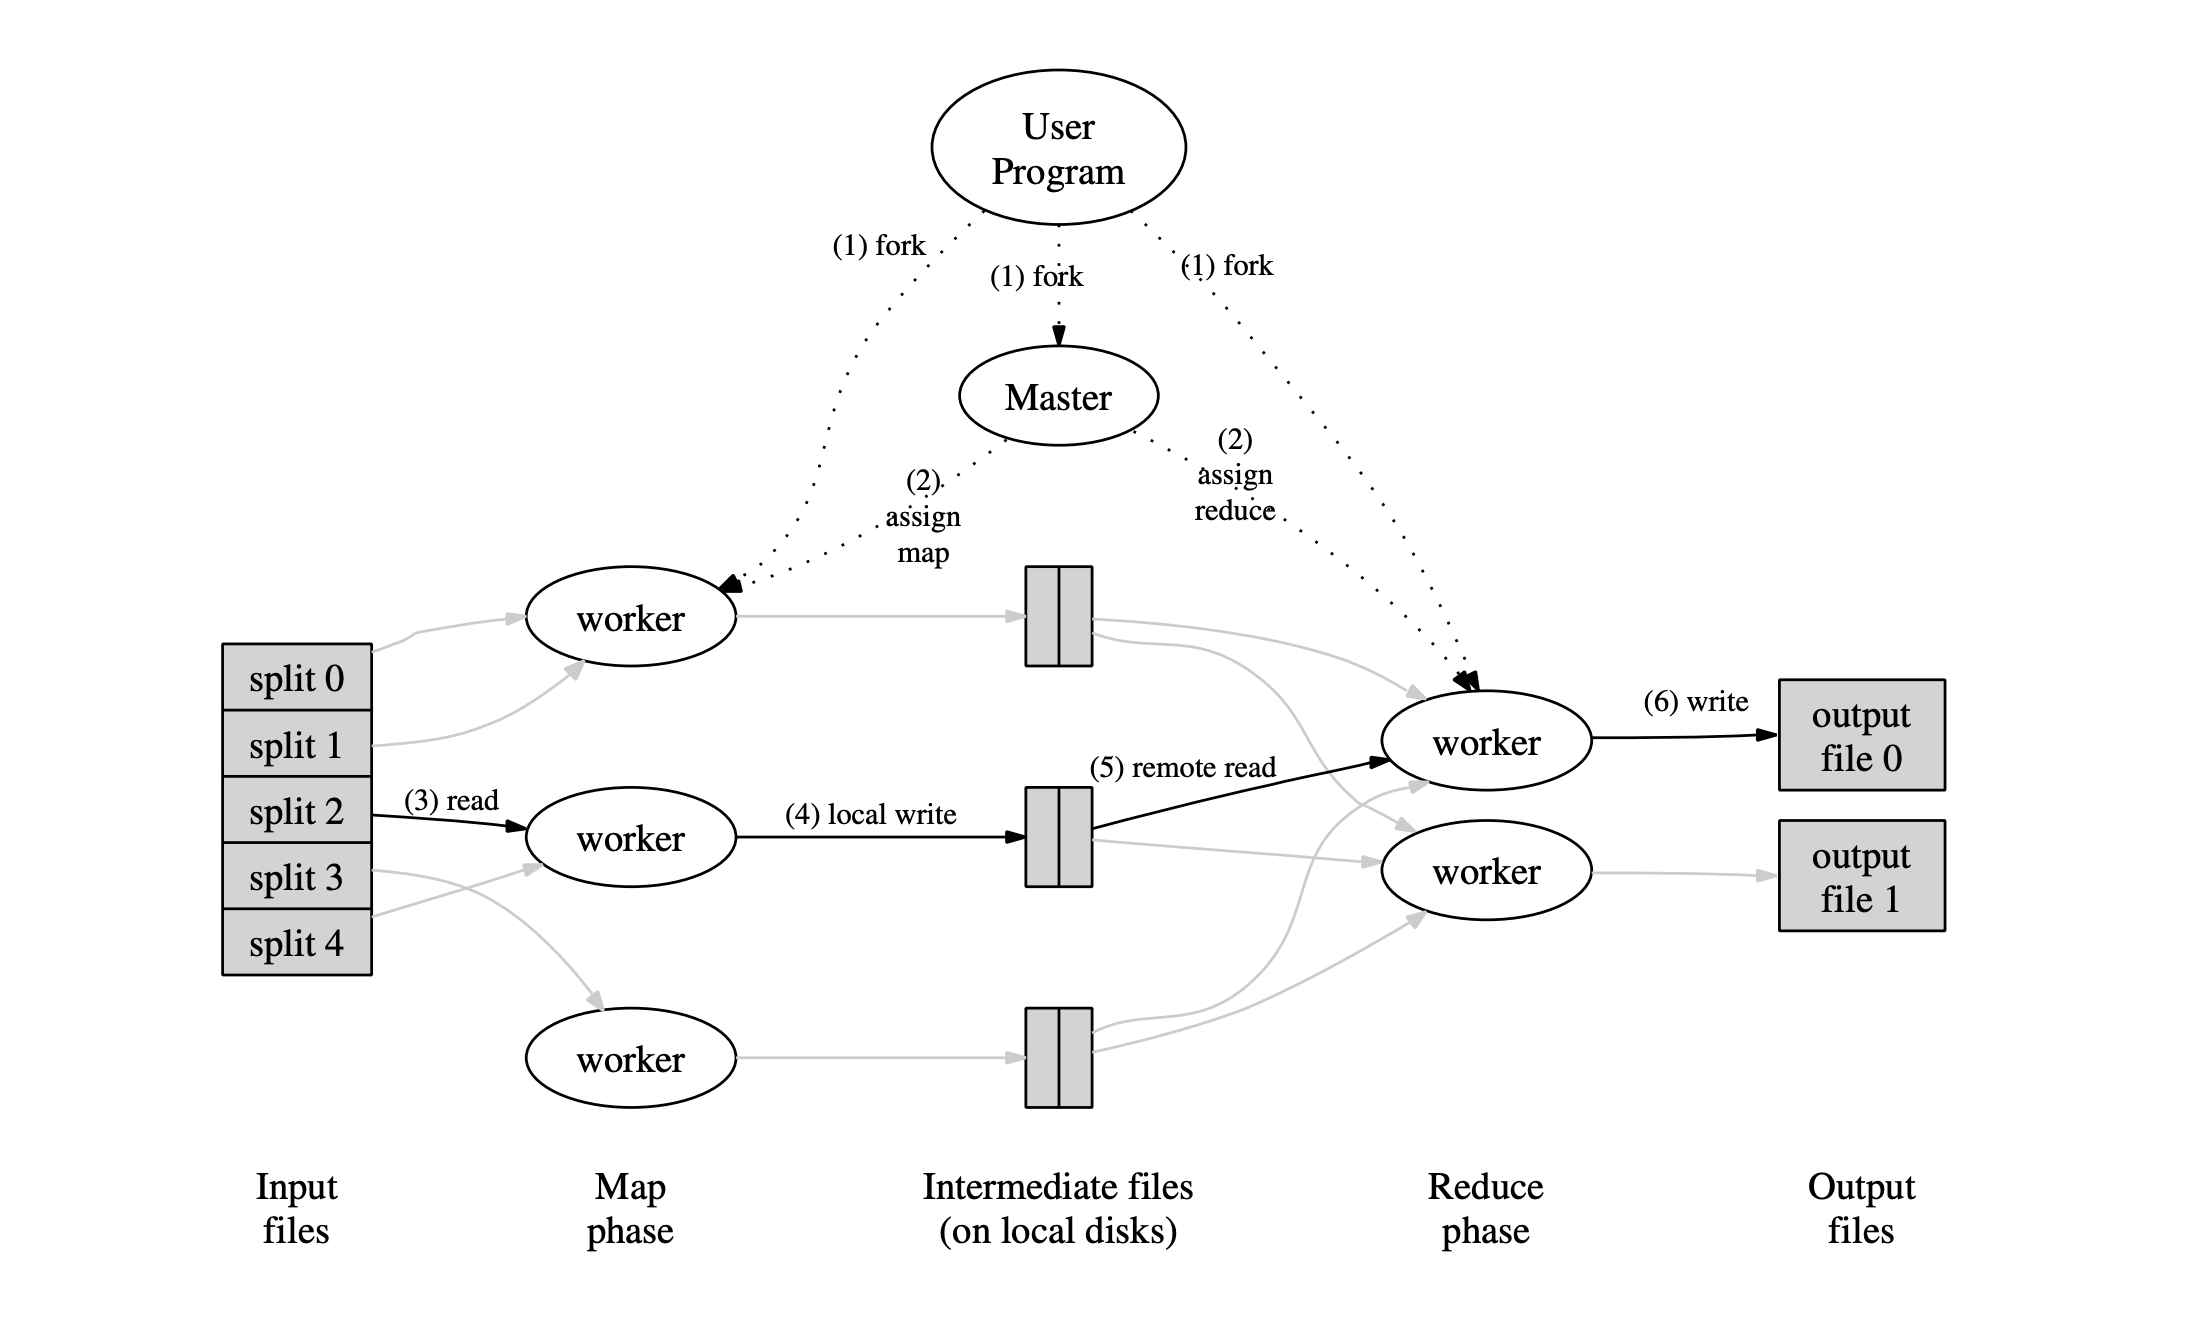 User
Program
(1) fork
(1) fork
(1) fork
Master
(2)
assign
map
(2)
assign
reduce
worker
split 0
split 1
split 2
split 3
split 4
(3) read
worker
(4) local write
(5) remote read
worker
worker
(6) write
output
file 0
worker
output
file 1
Input
files
Map
phase
Intermediate files
(on local disks)
Reduce
phase
Output
files